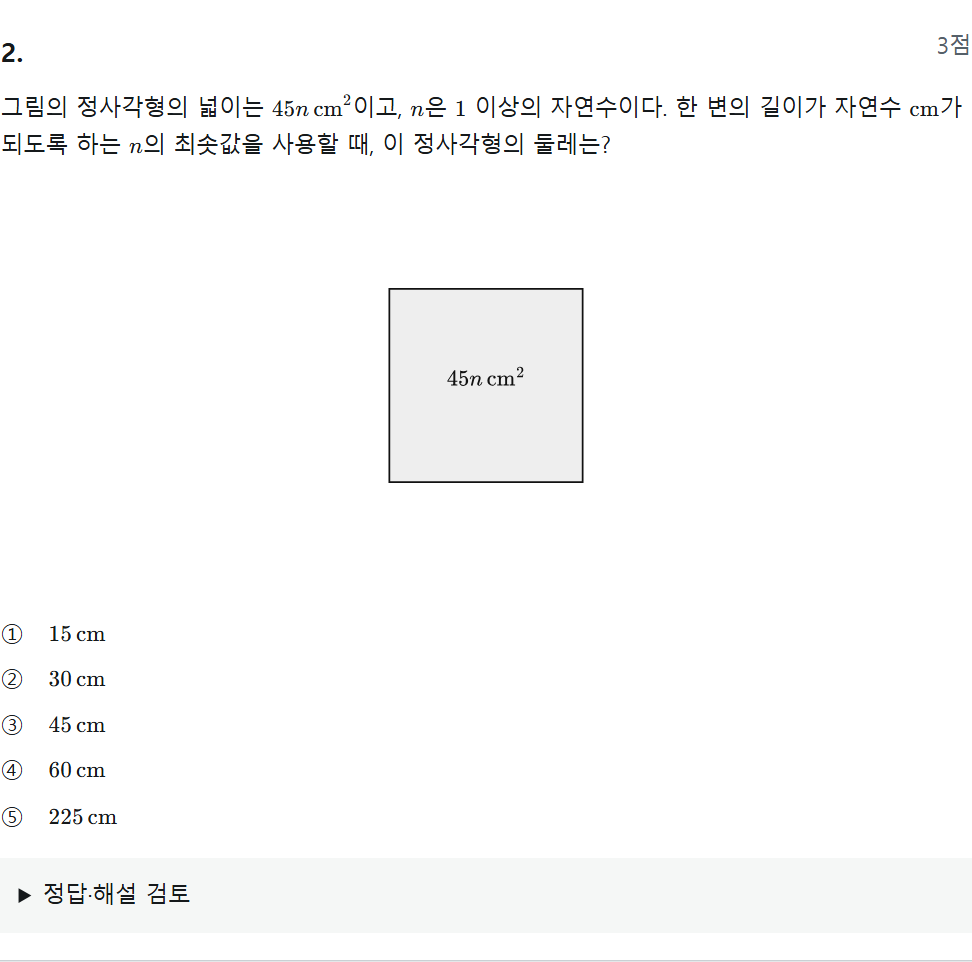 3점
2.
그림의 정사각형의 넓이는 45n cm²이고, n은 1 이상의 자연수이다. 한 변의 길이가 자연수 cm가
되도록 하는 n의 최솟값을 사용할 때, 이 정사각형의 둘레는?
45n cm²
① 15 cm
② 30 cm
③ 45 cm
④ 60 cm
⑤ 225 cm
▶ 정답·해설 검토